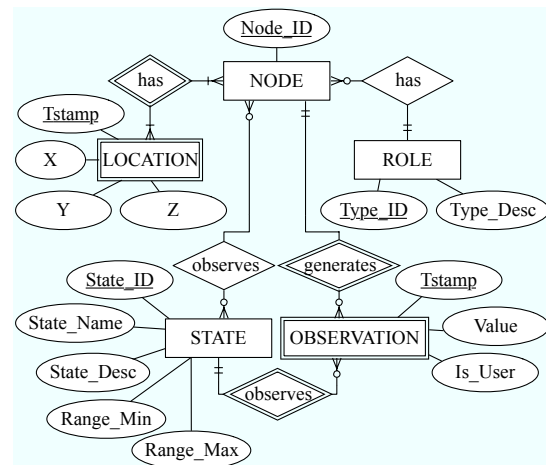 Node_ID
has
NODE
has
Tstamp
X
LOCATION
ROLE
Y
Z
Type_ID
Type_Desc
observes
generates
State_ID
Tstamp
State_Name
STATE
OBSERVATION
Value
State_Desc
Is_User
observes
Range_Min
Range_Max